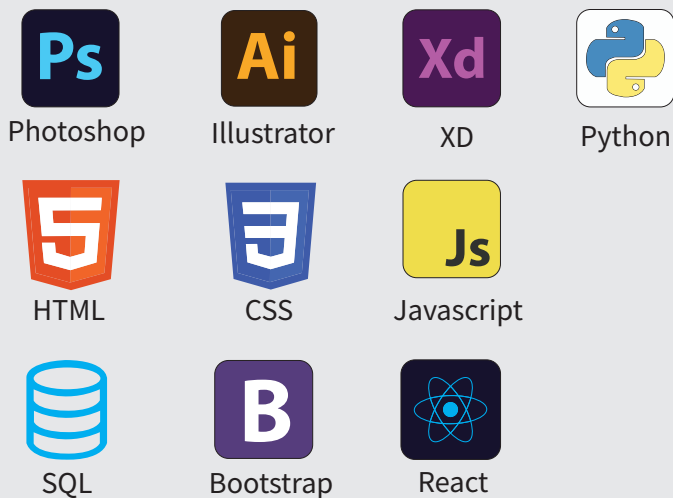 Ps Ai Xd
Photoshop Illustrator XD Python
5 3 Js
HTML CSS Javascript
B
SQL Bootstrap React